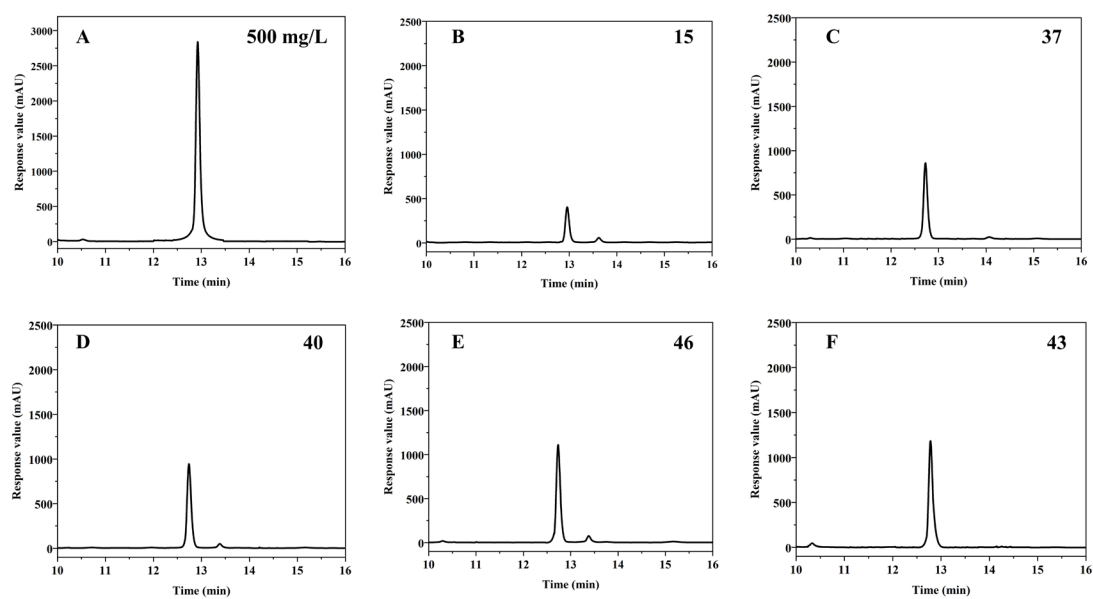 A 500 mg/L
3000
2500
2000
1500
1000
500
0
Response value (mAU)
10 11 12 13 14 15 16
Time (min)
B 15
2500
2000
1500
1000
500
0
Response value (mAU)
10 11 12 13 14 15 16
Time (min)
C 37
2500
2000
1500
1000
500
0
Response value (mAU)
10 11 12 13 14 15 16
Time (min)
D 40
2500
2000
1500
1000
500
0
Response value (mAU)
10 11 12 13 14 15 16
Time (min)
E 46
2500
2000
1500
1000
500
0
Response value (mAU)
10 11 12 13 14 15 16
Time (min)
F 43
2500
2000
1500
1000
500
0
Response value (mAU)
10 11 12 13 14 15 16
Time (min)